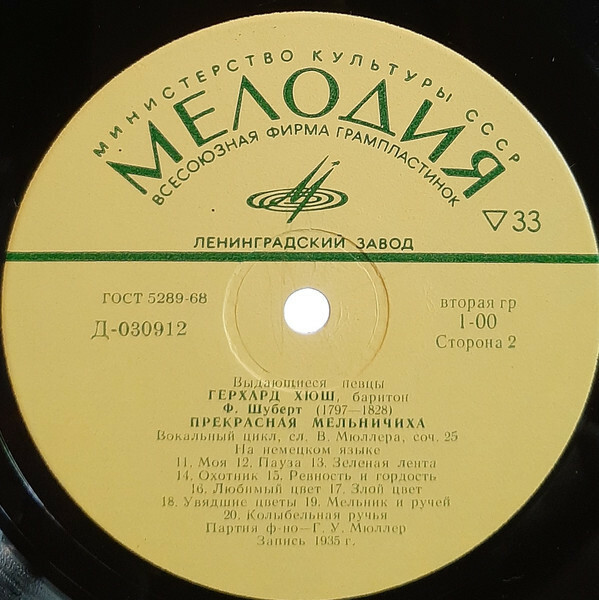 МИНИСТЕРСТВО КУЛЬТУРЫ СССР
МЕЛОДИЯ
ВСЕСОЮЗНАЯ ФИРМА ГРАМПЛАСТИНОК
▽33
ЛЕНИНГРАДСКИЙ ЗАВОД
ГОСТ 5289-68
вторая гр
Д-030912
1-00
Сторона 2
Выдающиеся певцы
ГЕРХАРД ХЮШ, баритон
Ф. Шуберт (1797—1828)
ПРЕКРАСНАЯ МЕЛЬНИЧИХА
Вокальный цикл, сл. В. Мюллера, соч. 25
На немецком языке
11. Моя 12. Пауза 13. Зеленая лента
14. Охотник 15. Ревность и гордость
16. Любимый цвет 17. Злой цвет
18. Увядшие цветы 19. Мельник и ручей
20. Колыбельная ручья
Партия ф-но—Г. У. Мюллер
Запись 1935 г.